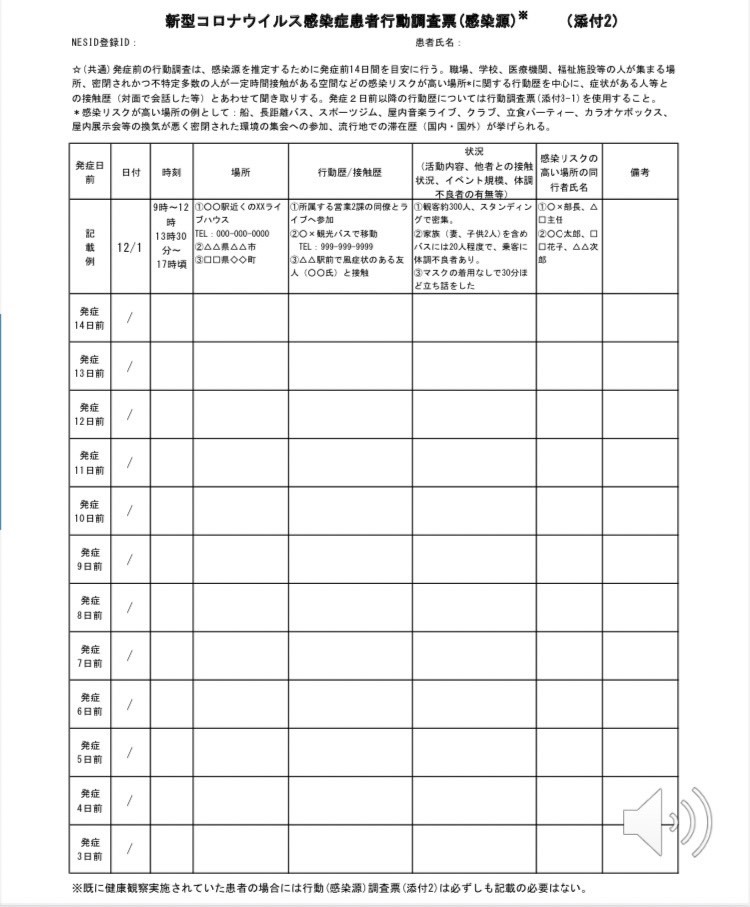 新型コロナウイルス感染症患者行動調査票(感染源)※ (添付2)
NESID登録ID： 患者氏名：
☆(共通)発症前の行動調査は、感染源を推定するために発症前14日間を目安に行う。職場、学校、医療機関、福祉施設等の人が集まる場
所、密閉されかつ不特定多数の人が一定時間接触がある空間などの感染リスクが高い場所*に関する行動歴を中心に、症状がある人等と
の接触歴（対面で会話した等）とあわせて聞き取りする。発症２日前以降の行動歴については行動調査票(添付3-1)を使用すること。
＊感染リスクが高い場所の例として：船、長距離バス、スポーツジム、屋内音楽ライブ、クラブ、立食パーティー、カラオケボックス、
屋内展示会等の換気が悪く密閉された環境の集会への参加、流行地での滞在歴（国内・国外）が挙げられる。
発症日
前
日付
時刻
場所
行動歴/接触歴
状況
（活動内容、他者との接触
状況、イベント規模、体調
不良者の有無等）
感染リスクの
高い場所の同
行者氏名
備考
記
載
例
12/1
9時～12
時
13時30
分～
17時頃
①○○駅近くのXXライ
ブハウス
TEL：000-000-0000
②△△県△△市
③□□県◇◇町
①所属する営業2課の同僚とラ
イブへ参加
②○×観光バスで移動
TEL：999-999-9999
③△△駅前で風症状のある友
人（○○氏）と接触
①観客約300人、スタンディン
グで密集。
②家族（妻、子供2人）を含め
バスには20人程度で、乗客に
体調不良者あり。
③マスクの着用なしで30分ほ
ど立ち話をした
①○×部長、△
□主任
②○○太郎、□
□花子、△△次
郎
発症
14日前
/
発症
13日前
/
発症
12日前
/
発症
11日前
/
発症
10日前
/
発症
9日前
/
発症
8日前
/
発症
7日前
/
発症
6日前
/
発症
5日前
/
発症
4日前
/
発症
3日前
/
※既に健康観察実施されていた患者の場合には行動(感染源)調査票(添付2)は必ずしも記載の必要はない。